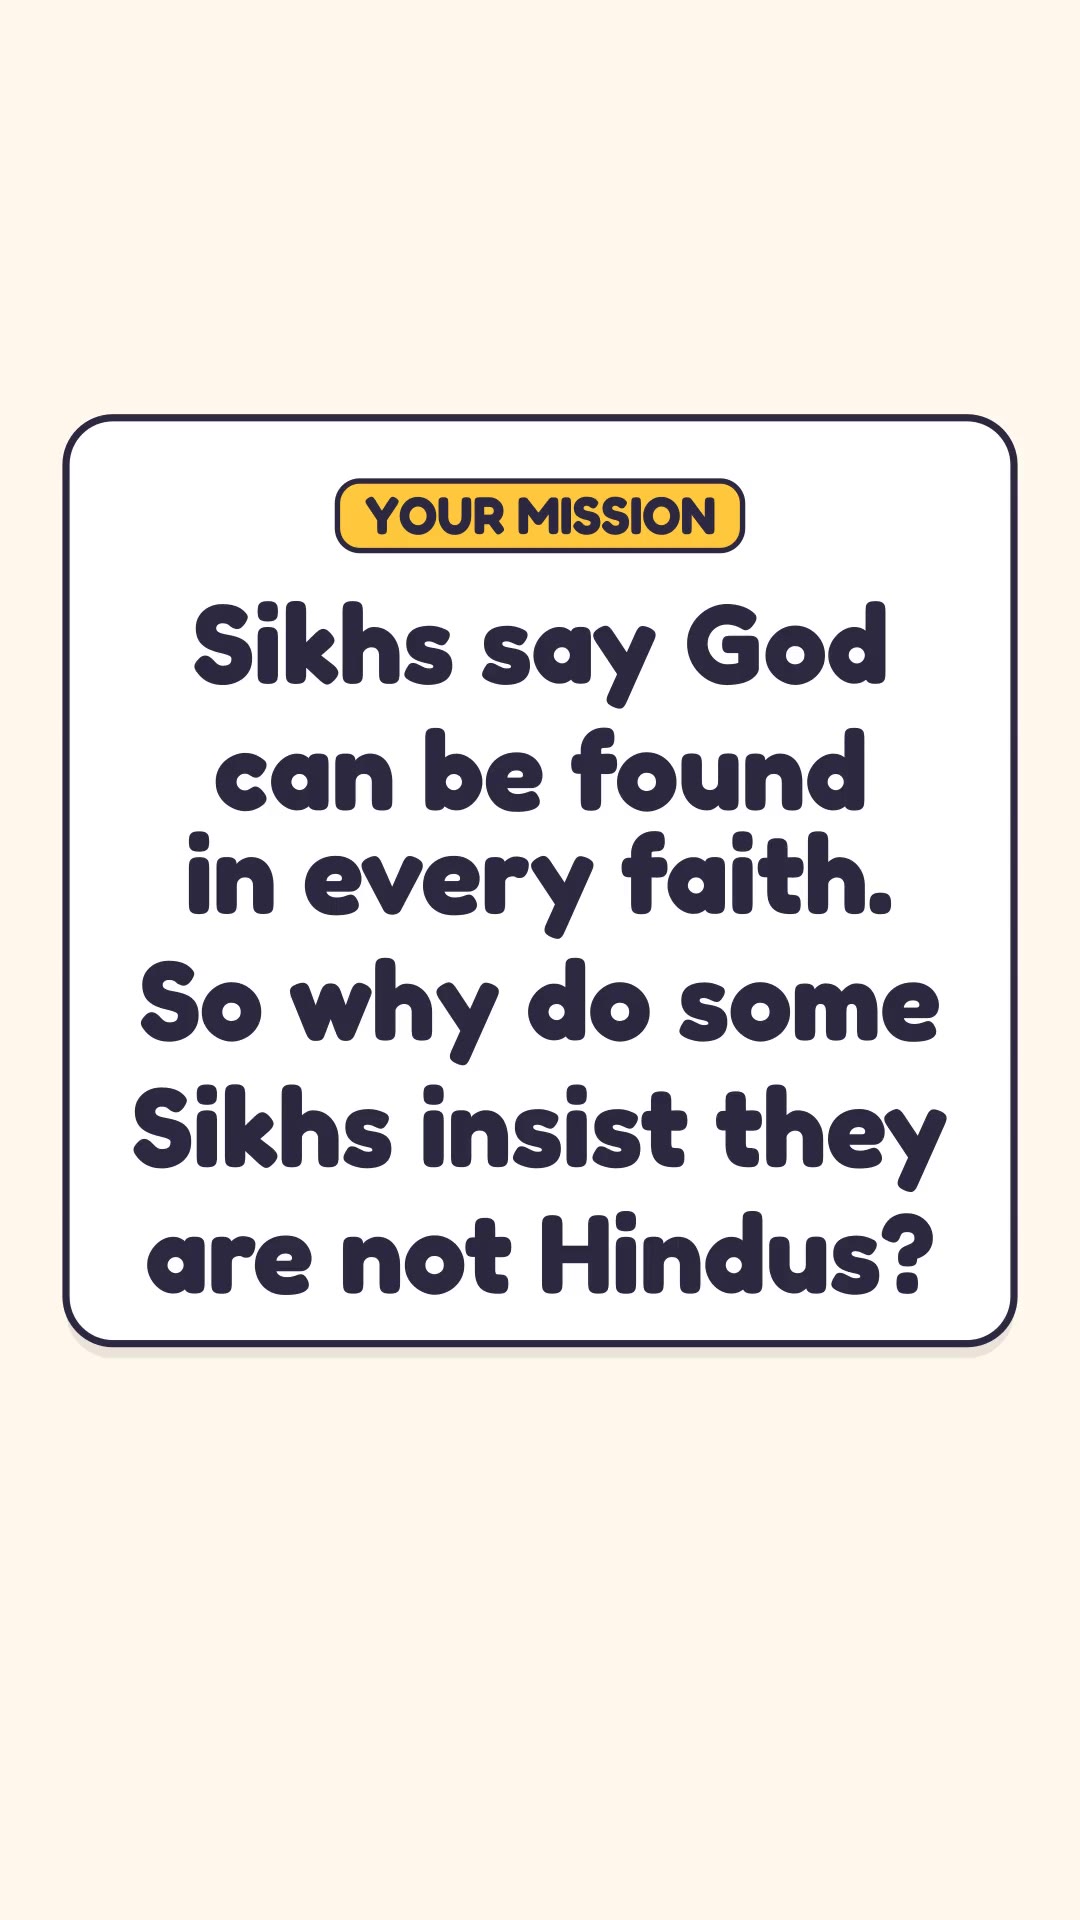 YOUR MISSION
Sikhs say God
can be found
in every faith.
So why do some
Sikhs insist they
are not Hindus?